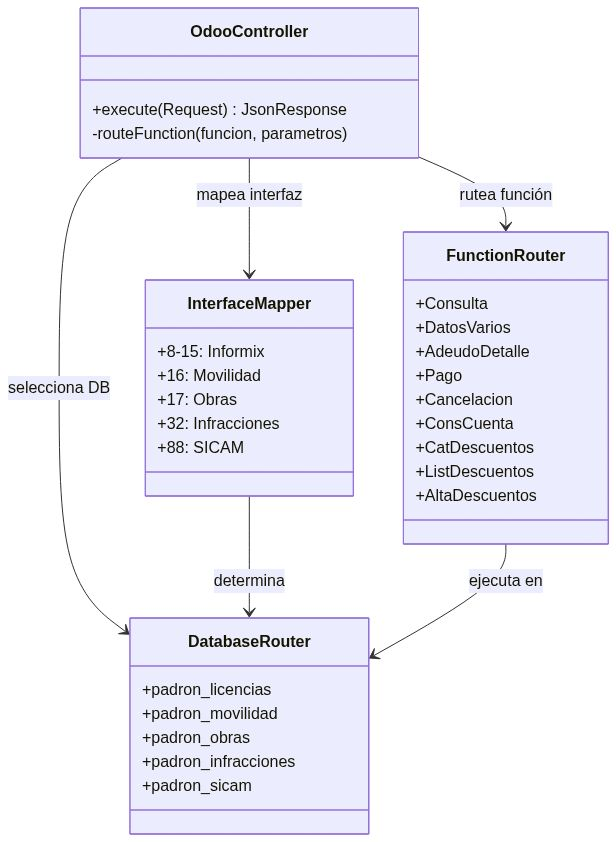 OdooController
+execute(Request) : JsonResponse
-routeFunction(funcion, parametros)
mapea interfaz
rutea función
selecciona DB
InterfaceMapper
+8-15: Informix
+16: Movilidad
+17: Obras
+32: Infracciones
+88: SICAM
FunctionRouter
+Consulta
+DatosVarios
+AdeudoDetalle
+Pago
+Cancelacion
+ConsCuenta
+CatDescuentos
+ListDescuentos
+AltaDescuentos
determina
ejecuta en
DatabaseRouter
+padron_licencias
+padron_movilidad
+padron_obras
+padron_infracciones
+padron_sicam